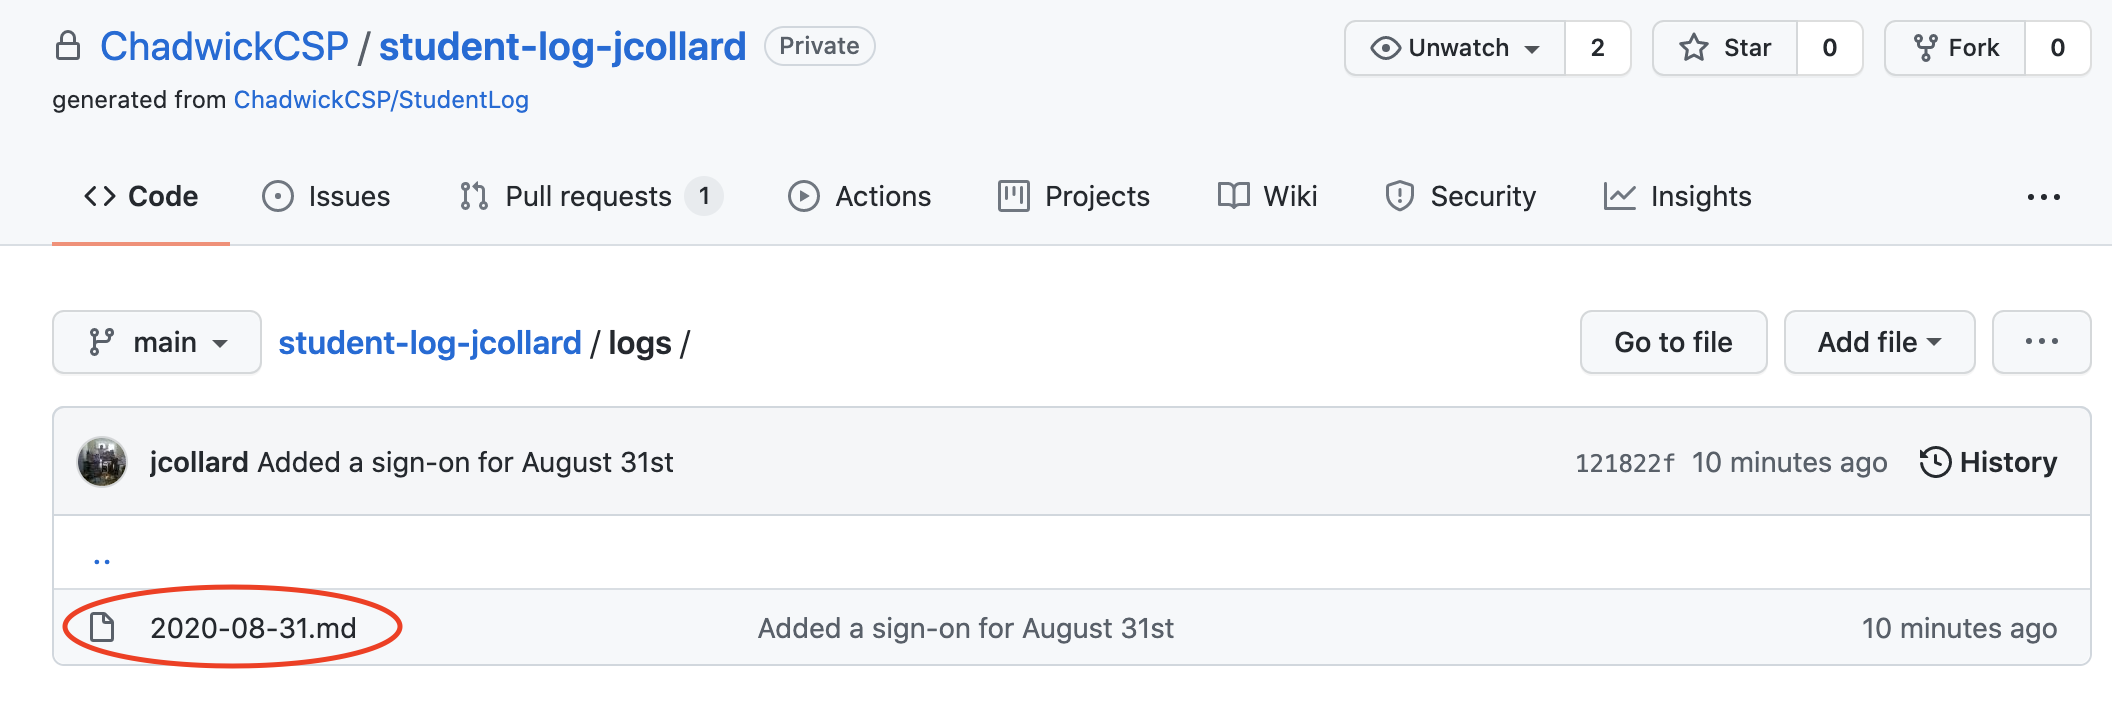 ChadwickCSP / student-log-jcollard Private Unwatch 2 Star 0 Fork 0
generated from ChadwickCSP/StudentLog
Code Issues Pull requests 1 Actions Projects Wiki Security Insights ...
main student-log-jcollard / logs / Go to file Add file ...
jcollard Added a sign-on for August 31st 121822f 10 minutes ago History
..
2020-08-31.md Added a sign-on for August 31st 10 minutes ago